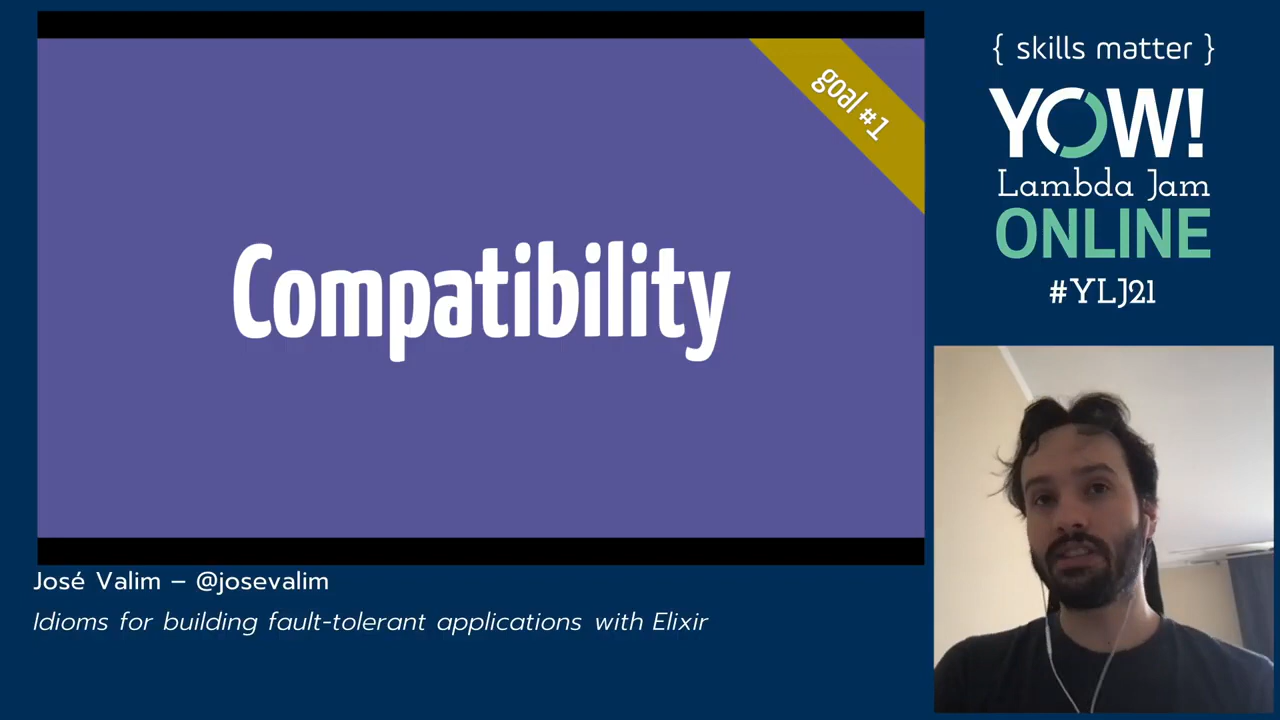 goal #1
Compatibility
{ skills matter }
YOW!
Lambda Jam
ONLINE
#YLJ21
José Valim – @josevalim
Idioms for building fault-tolerant applications with Elixir